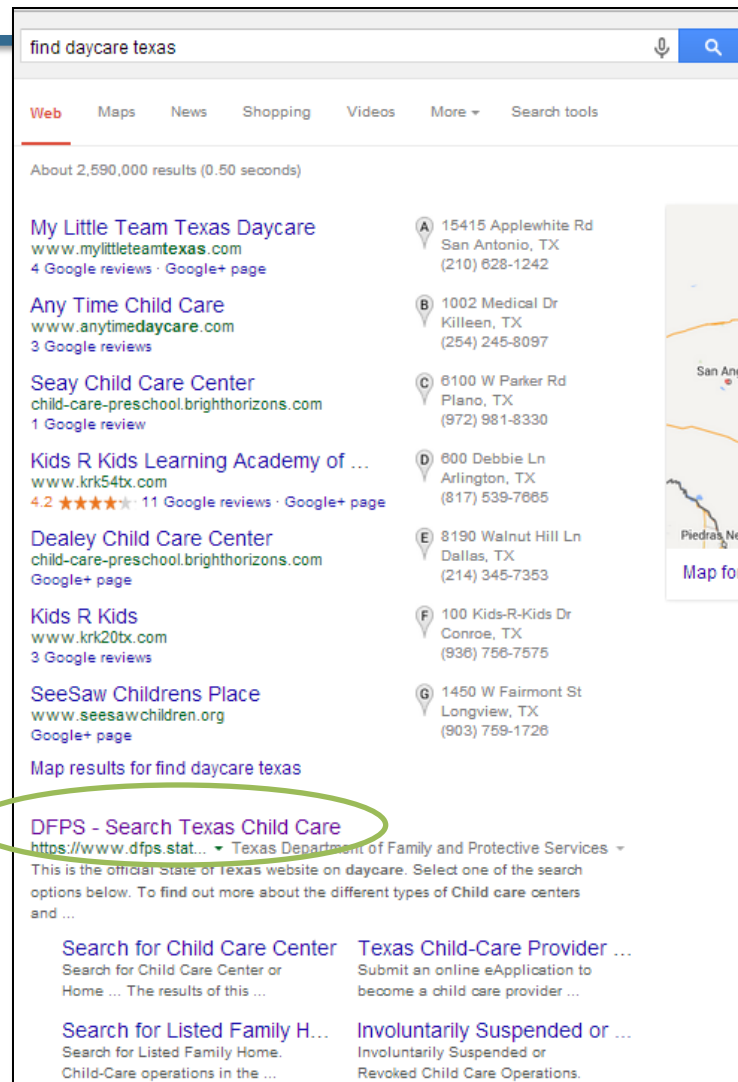 find daycare texas
Web Maps News Shopping Videos More Search tools
About 2,590,000 results (0.50 seconds)
My Little Team Texas Daycare
www.mylittleteamtexas.com
4 Google reviews · Google+ page
A 15415 Applewhite Rd
San Antonio, TX
(210) 628-1242
Any Time Child Care
www.anytimedaycare.com
3 Google reviews
B 1002 Medical Dr
Killeen, TX
(254) 245-8097
Seay Child Care Center
child-care-preschool.brighthorizons.com
1 Google review
C 6100 W Parker Rd
Plano, TX
(972) 981-8330
Kids R Kids Learning Academy of ...
www.krk54tx.com
4.2 ★★★★★ · 11 Google reviews · Google+ page
D 600 Debbie Ln
Arlington, TX
(817) 539-7665
Dealey Child Care Center
child-care-preschool.brighthorizons.com
Google+ page
E 8190 Walnut Hill Ln
Dallas, TX
(214) 345-7353
Kids R Kids
www.krk20tx.com
3 Google reviews
F 100 Kids-R-Kids Dr
Conroe, TX
(936) 756-7575
SeeSaw Childrens Place
www.seesawchildren.org
Google+ page
G 1450 W Fairmont St
Longview, TX
(903) 759-1726
San Ang
Piedras Ne
Map for
Map results for find daycare texas
DFPS - Search Texas Child Care
https://www.dfps.stat... Texas Department of Family and Protective Services
This is the official State of Texas website on daycare. Select one of the search
options below. To find out more about the different types of Child care centers
and ...
Search for Child Care Center
Search for Child Care Center or
Home ... The results of this ...
Texas Child-Care Provider ...
Submit an online eApplication to
become a child care provider ...
Search for Listed Family H...
Search for Listed Family Home.
Child-Care operations in the ...
Involuntarily Suspended or ...
Involuntarily Suspended or
Revoked Child Care Operations.